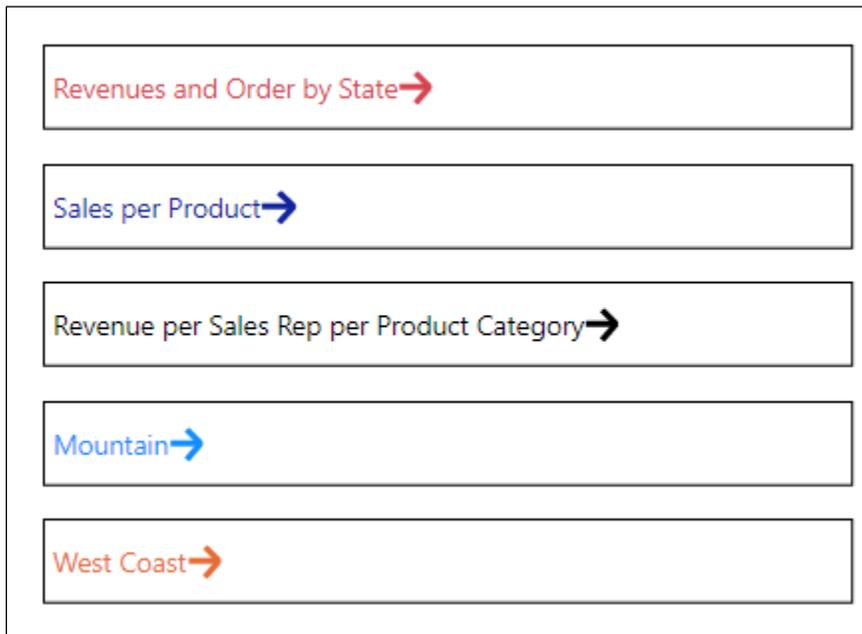 Revenues and Order by State→
Sales per Product→
Revenue per Sales Rep per Product Category→
Mountain→
West Coast→